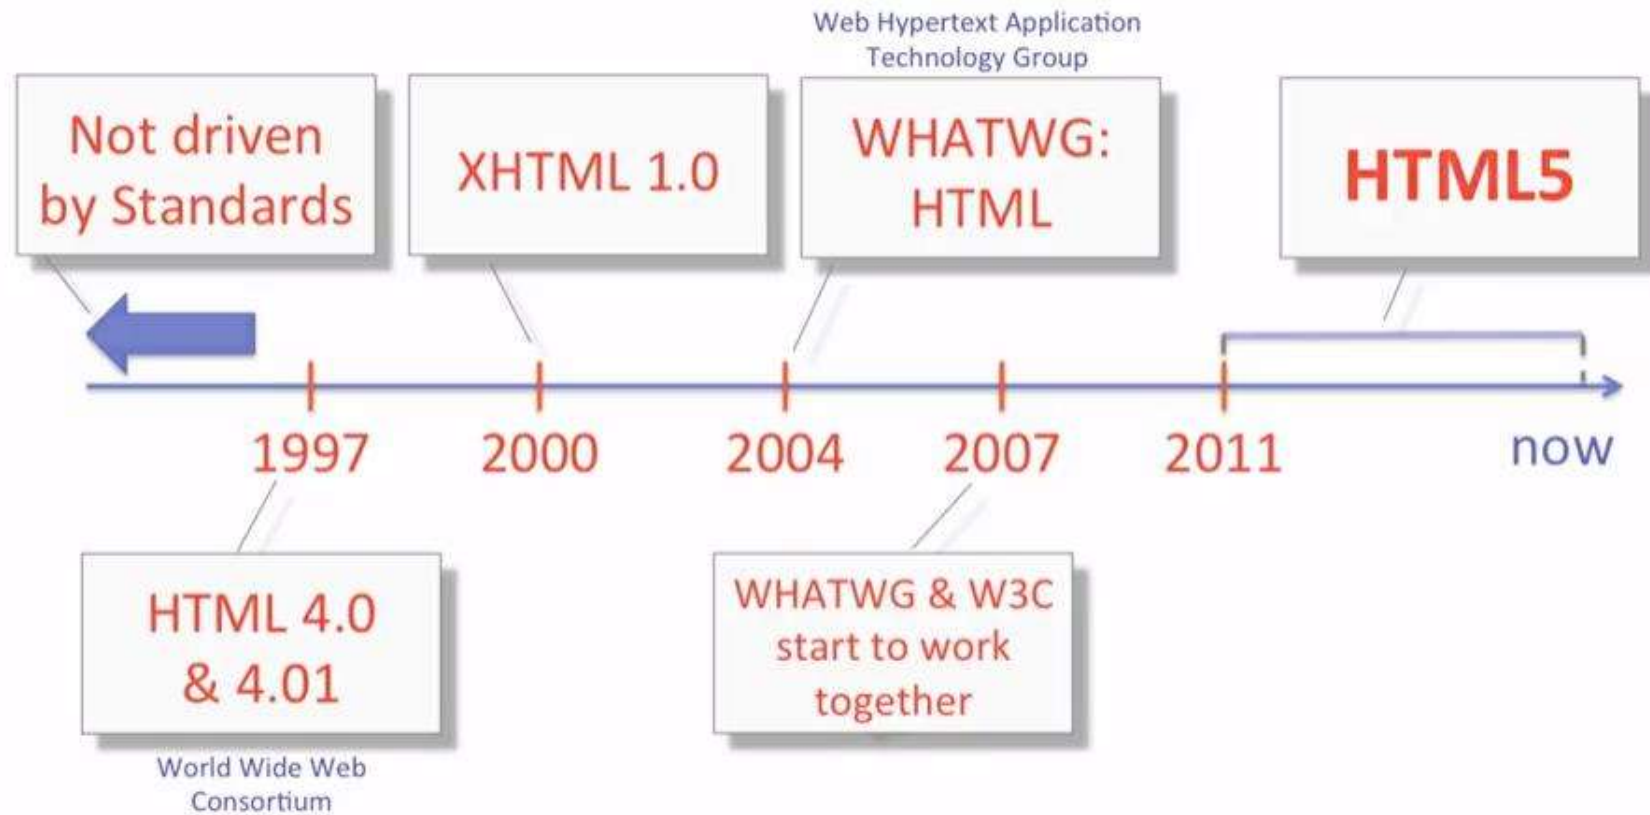 Web Hypertext Application
Technology Group
Not driven
by Standards
XHTML 1.0
WHATWG:
HTML
HTML5
1997
2000
2004
2007
2011
now
HTML 4.0
& 4.01
World Wide Web
Consortium
WHATWG & W3C
start to work
together